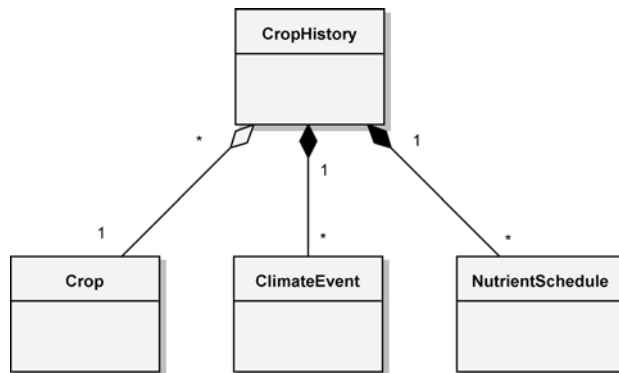 CropHistory
* 1
1
1 * *
Crop ClimateEvent NutrientSchedule